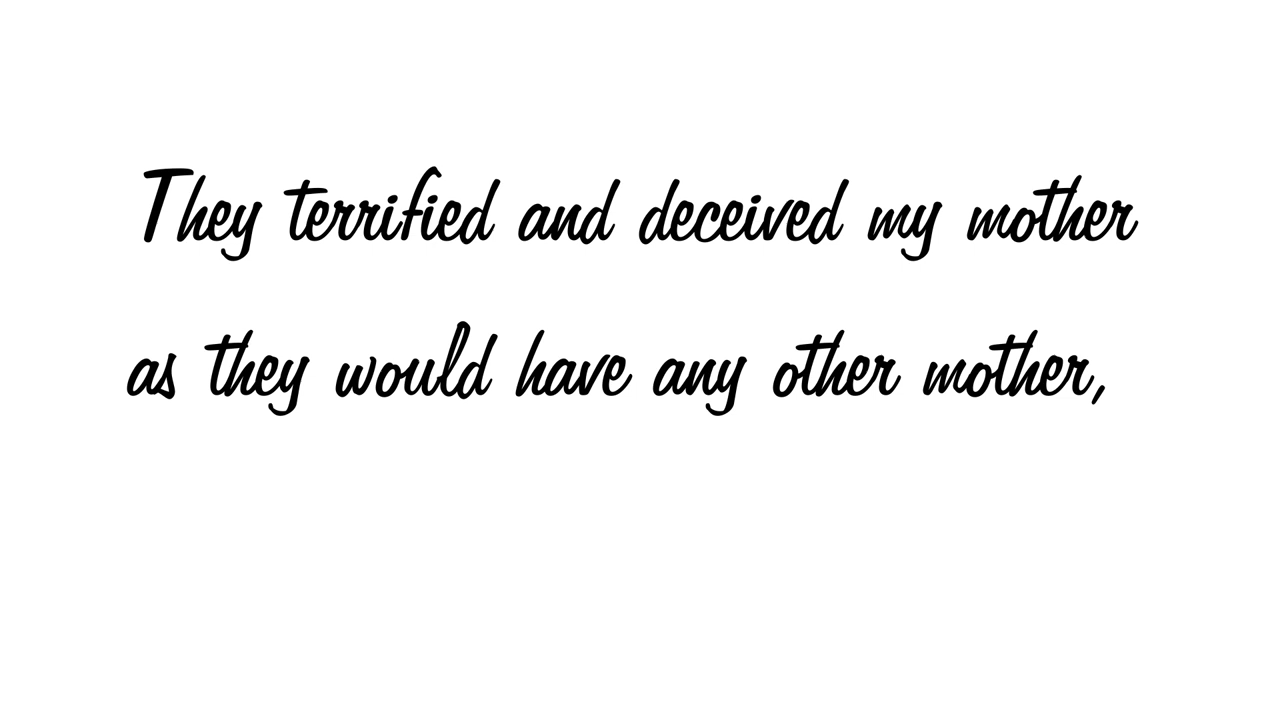 They terrified and deceived my mother
as they would have any other mother,